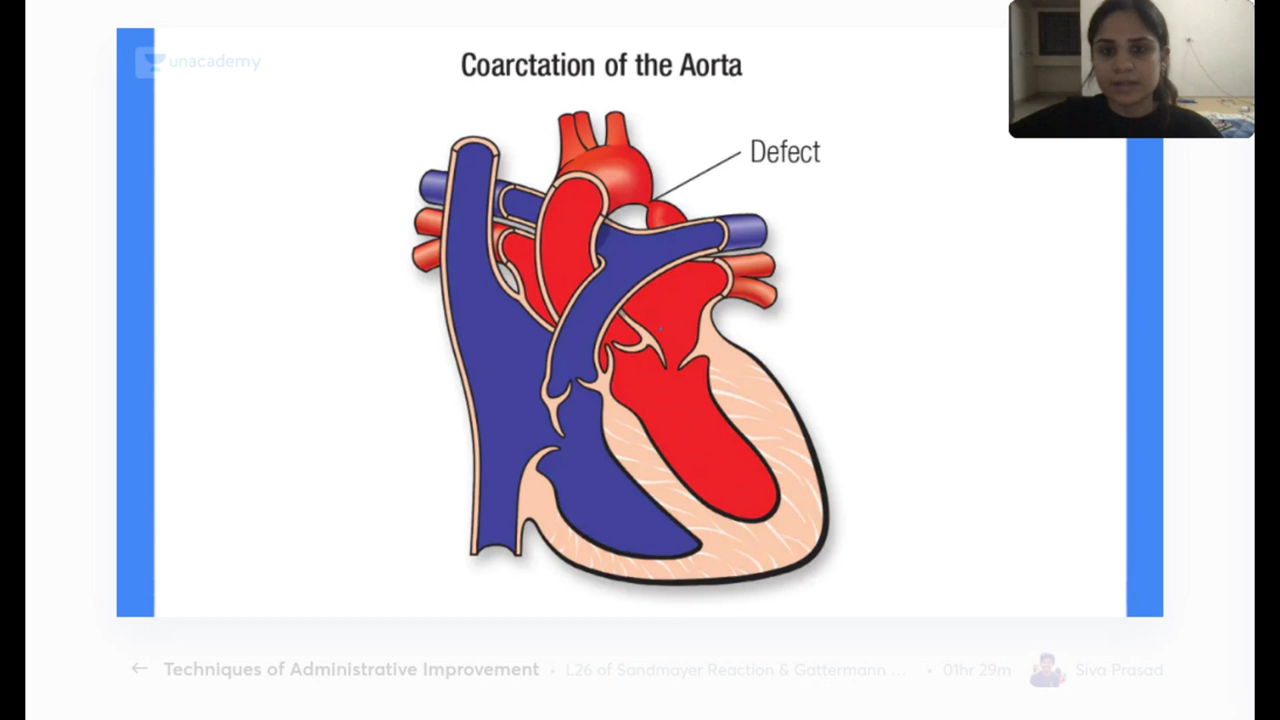 unacademy
Coarctation of the Aorta
Defect
← Techniques of Administrative Improvement • L26 of Sandmayer Reaction & Gattermann ... • 01hr 29m Siva Prasad